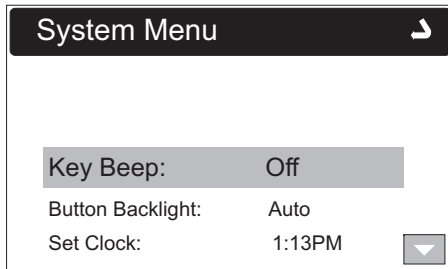 System Menu
Key Beep: Off
Button Backlight: Auto
Set Clock: 1:13PM